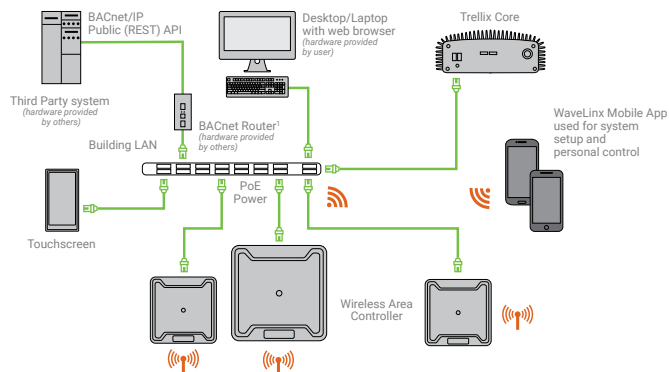 BACnet/IP
Public (REST) API
Desktop/Laptop
with web browser
(hardware provided
by user)
Trellix Core
Third Party system
(hardware provided
by others)
BACnet Router¹
(hardware provided
by others)
Building LAN
WaveLinx Mobile App
used for system
setup and
personal control
PoE
Power
Touchscreen
Wireless Area
Controller